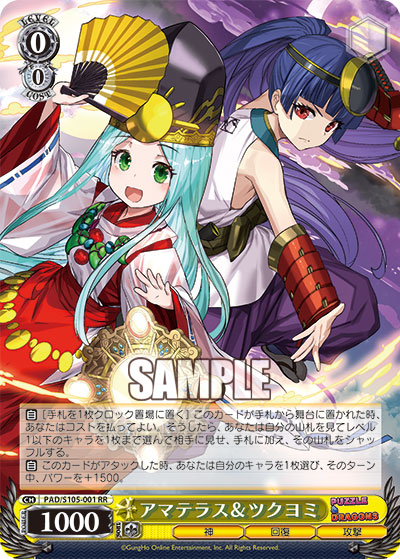 LEVEL
0
0
COST
SAMPLE
自 [手札を1枚クロック置場に置く] このカードが手札から舞台に置かれた時、
あなたはコストを払ってよい。そうしたら、あなたは自分の山札を見てレベル
1以下のキャラを1枚まで選んで相手に見せ、手札に加え、その山札をシャッ
フルする。
自 このカードがアタックした時、あなたは自分のキャラを1枚選び、そのターン
中、パワーを+1500。
CH PAD/S105-001 RR
1000
アマテラス&ツクヨミ
PUZZLE & DRAGONS
神 回復 攻撃
©GungHo Online Entertainment, Inc. All Rights Reserved.